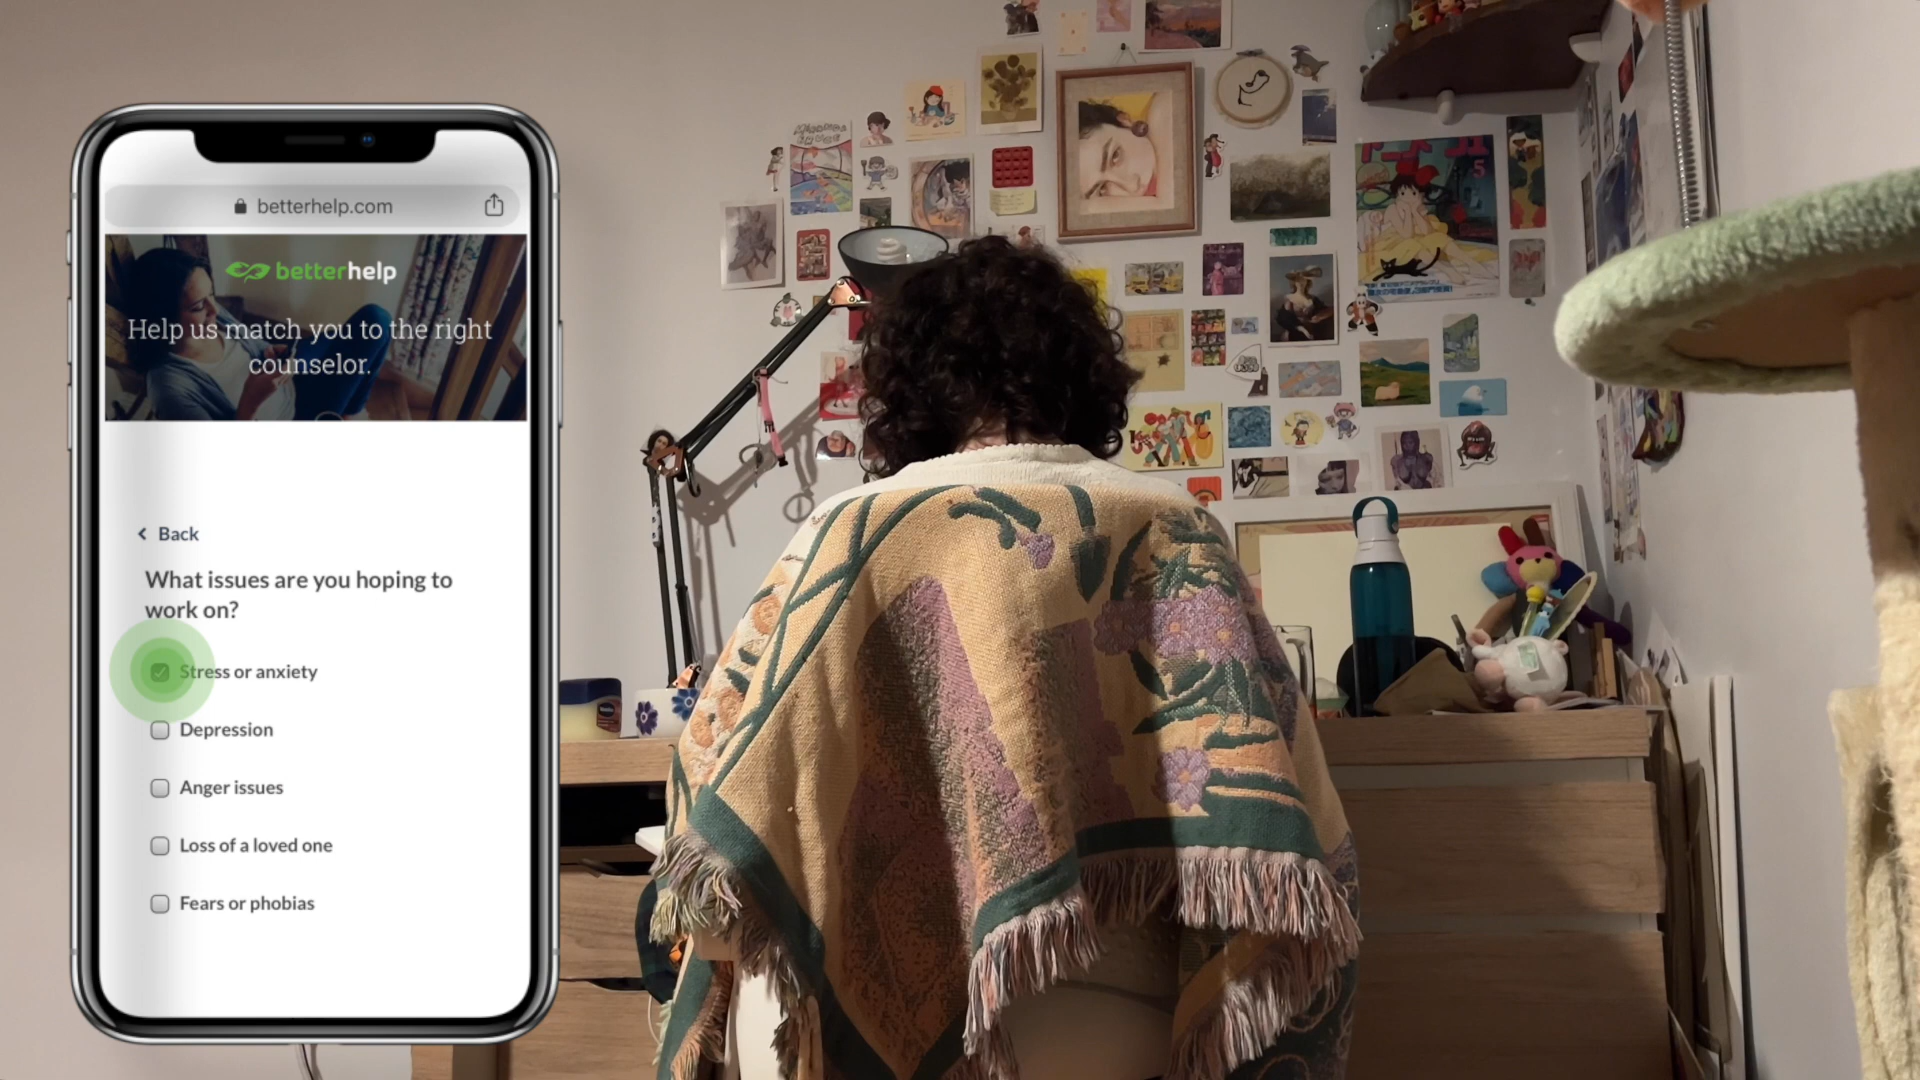 betterhelp.com
betterhelp
Help us match you to the right
counselor.
Back
What issues are you hoping to
work on?
Stress or anxiety
Depression
Anger issues
Loss of a loved one
Fears or phobias
5